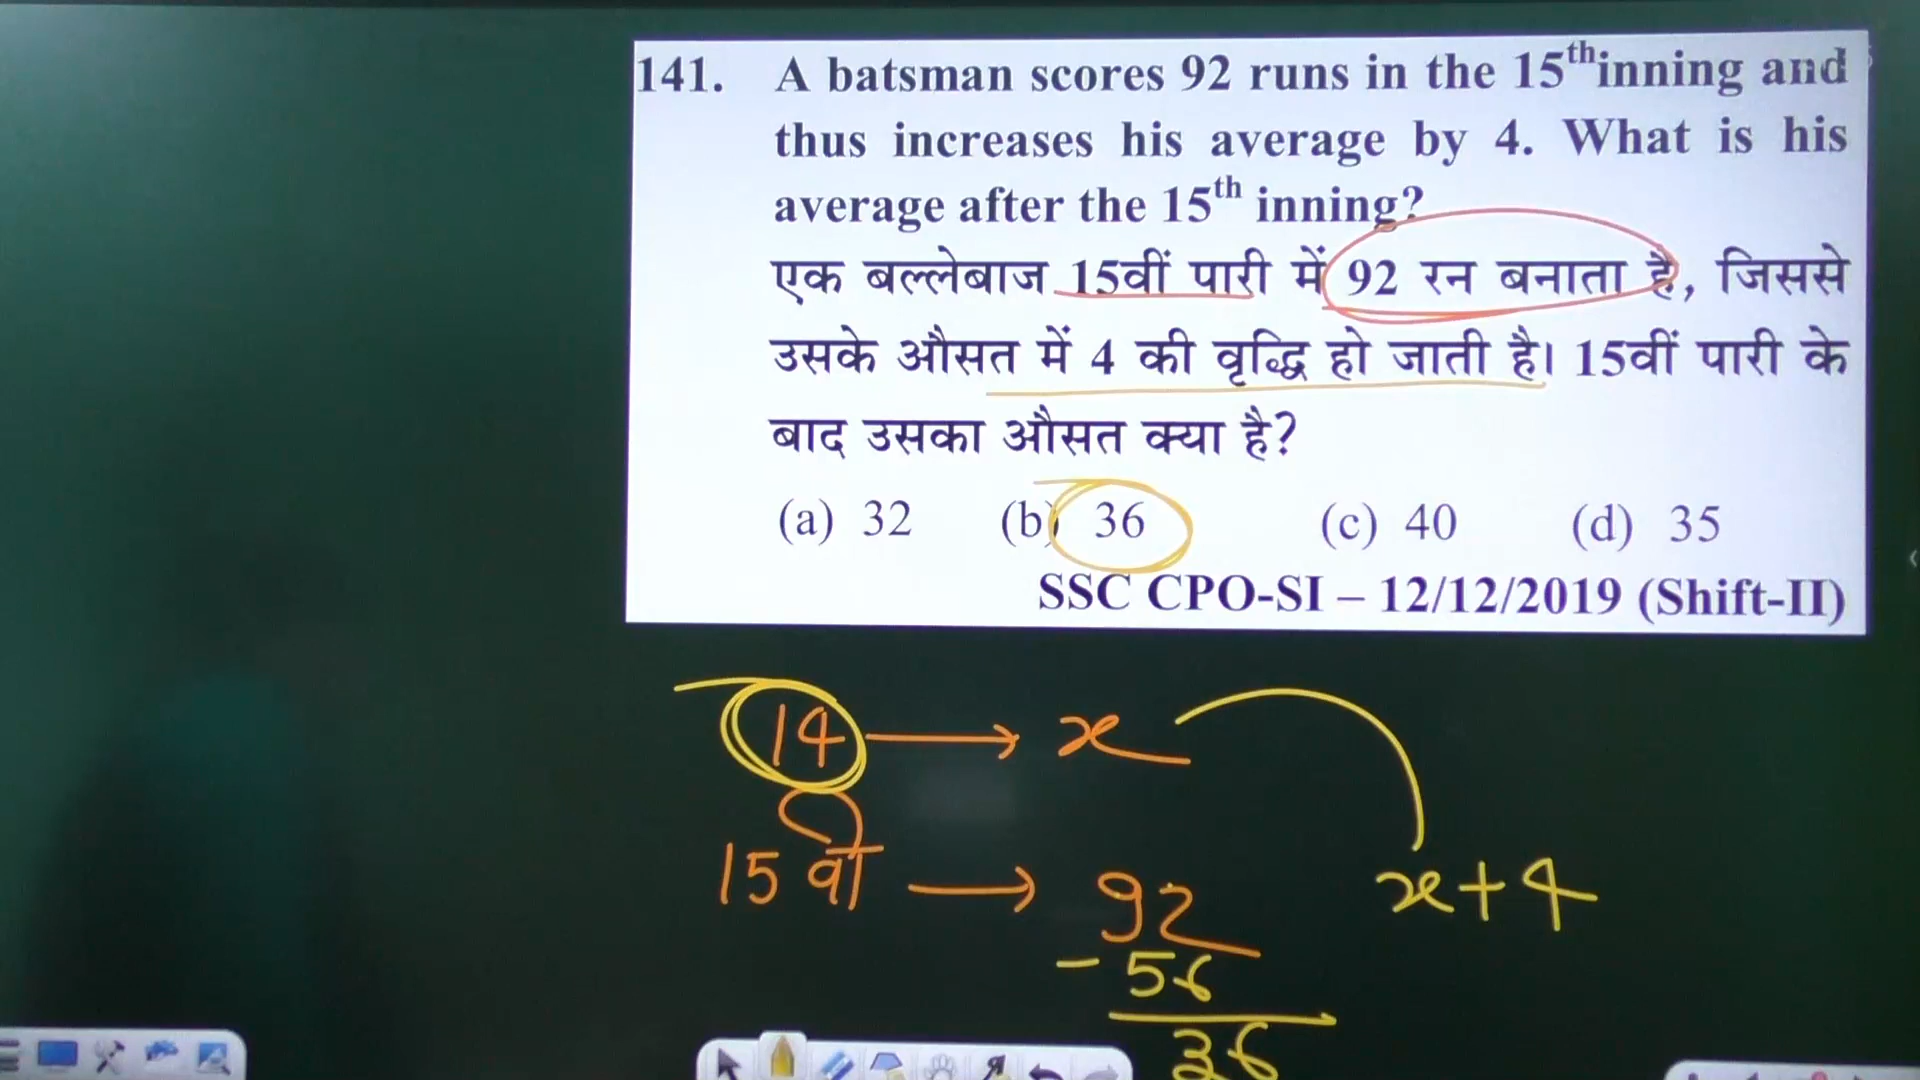 141. A batsman scores 92 runs in the 15th inning and
thus increases his average by 4. What is his
average after the 15th inning?
एक बल्लेबाज 15वीं पारी में 92 रन बनाता है, जिससे
उसके औसत में 4 की वृद्धि हो जाती है। 15वीं पारी के
बाद उसका औसत क्या है?
(a) 32 (b) 36 (c) 40 (d) 35
SSC CPO-SI – 12/12/2019 (Shift-II)
14 → x
15वी → 92 x+4
- 56
36